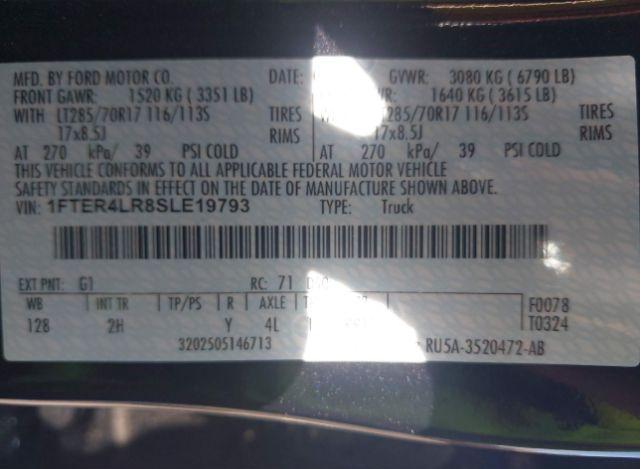 MFD. BY FORD MOTOR CO. DATE: GVWR: 3080 KG ( 6790 LB)
FRONT GAWR: 1520 KG ( 3351 LB) 1640 KG ( 3615 LB)
WITH LT285/70R17 116/113S TIRES 285/70R17 116/113S TIRES
17x8.5J RIMS 17x8.5J RIMS
AT 270 kPa/ 39 PSI COLD AT 270 kPa/ 39 PSI COLD
THIS VEHICLE CONFORMS TO ALL APPLICABLE FEDERAL MOTOR VEHICLE
SAFETY STANDARDS IN EFFECT ON THE DATE OF MANUFACTURE SHOWN ABOVE.
VIN: 1FTER4LR8SLE19793 TYPE: Truck
EXT PNT: G1 RC: 71
WB INT TR TP/PS R AXLE F0078
128 2H Y 4L T0324
3202505146713 RU5A-3520472-AB